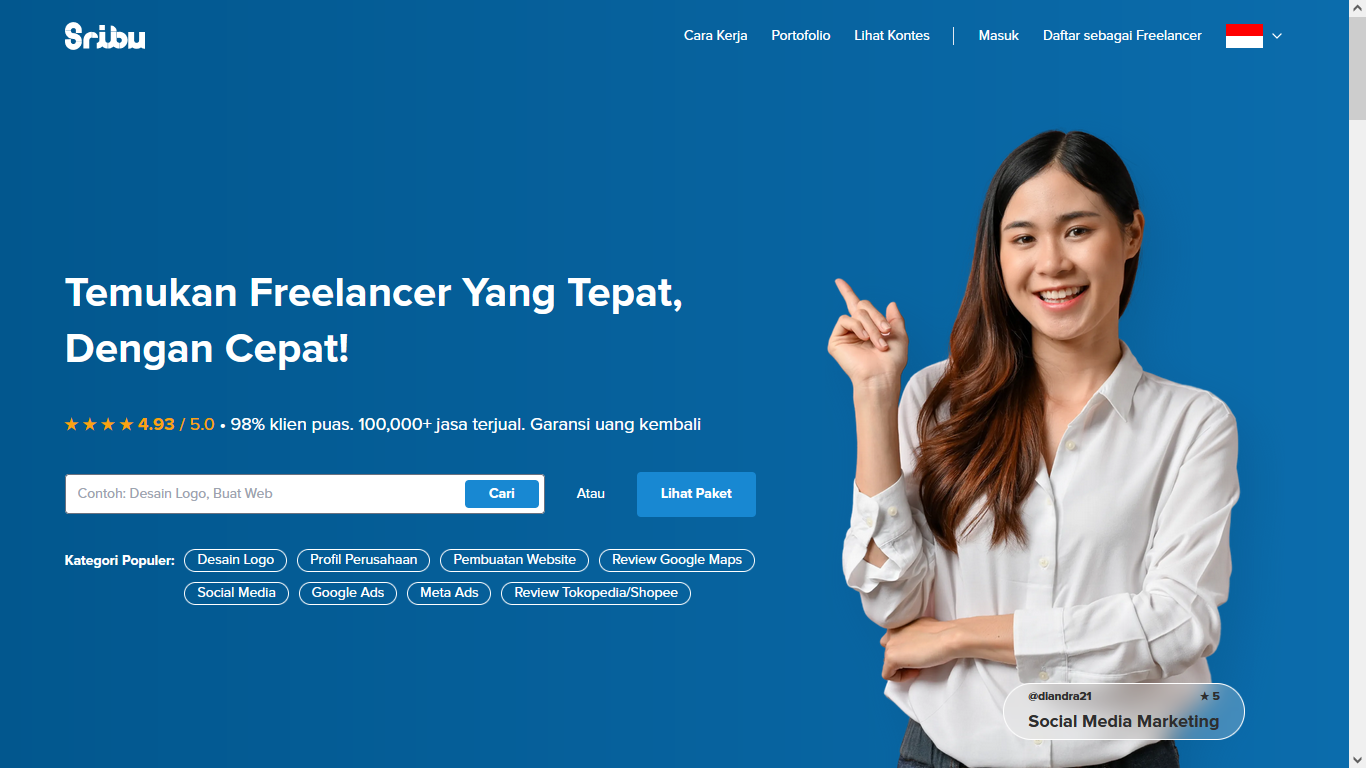 Sribu
Cara Kerja
Portofolio
Lihat Kontes
Masuk
Daftar sebagai Freelancer
Temukan Freelancer Yang Tepat,
Dengan Cepat!
★★★★ 4.93 / 5.0 • 98% klien puas. 100,000+ jasa terjual. Garansi uang kembali
Contoh: Desain Logo, Buat Web
Cari
Atau
Lihat Paket
Kategori Populer:
Desain Logo
Profil Perusahaan
Pembuatan Website
Review Google Maps
Social Media
Google Ads
Meta Ads
Review Tokopedia/Shopee
@diandra21
★ 5
Social Media Marketing